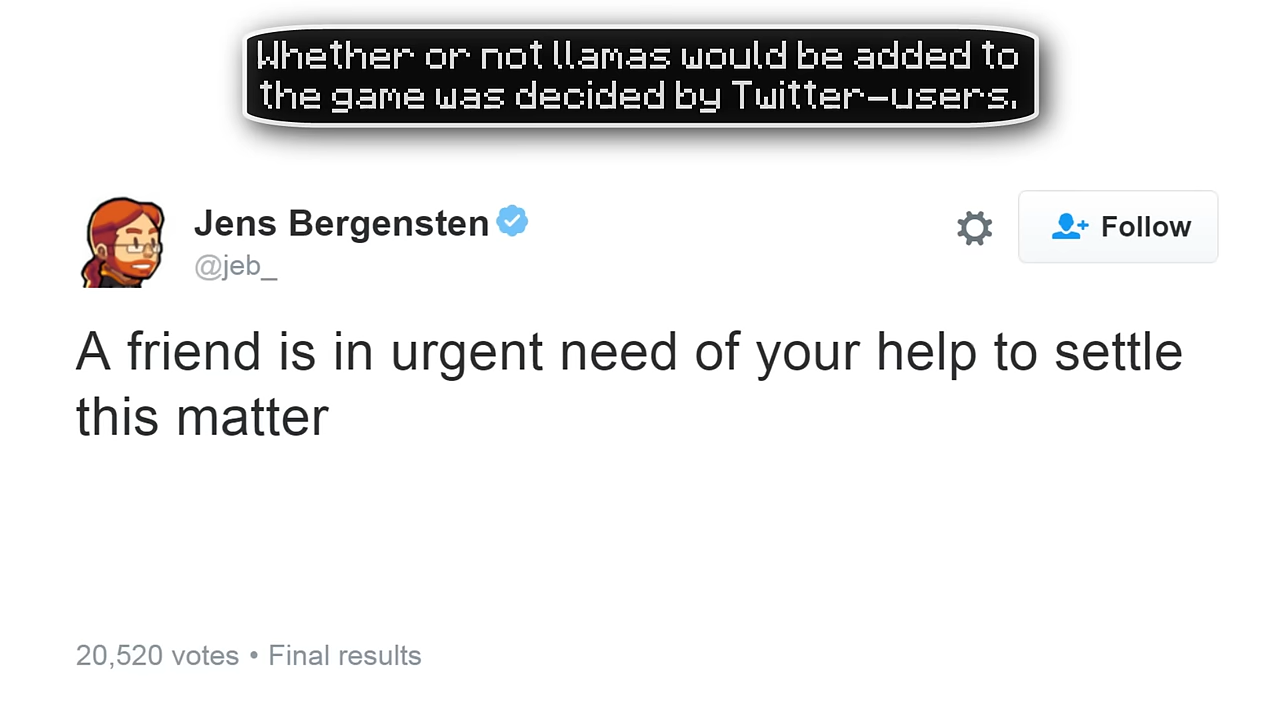 Whether or not llamas would be added to
the game was decided by Twitter-users.
Jens Bergensten
@jeb_
Follow
A friend is in urgent need of your help to settle
this matter
20,520 votes • Final results